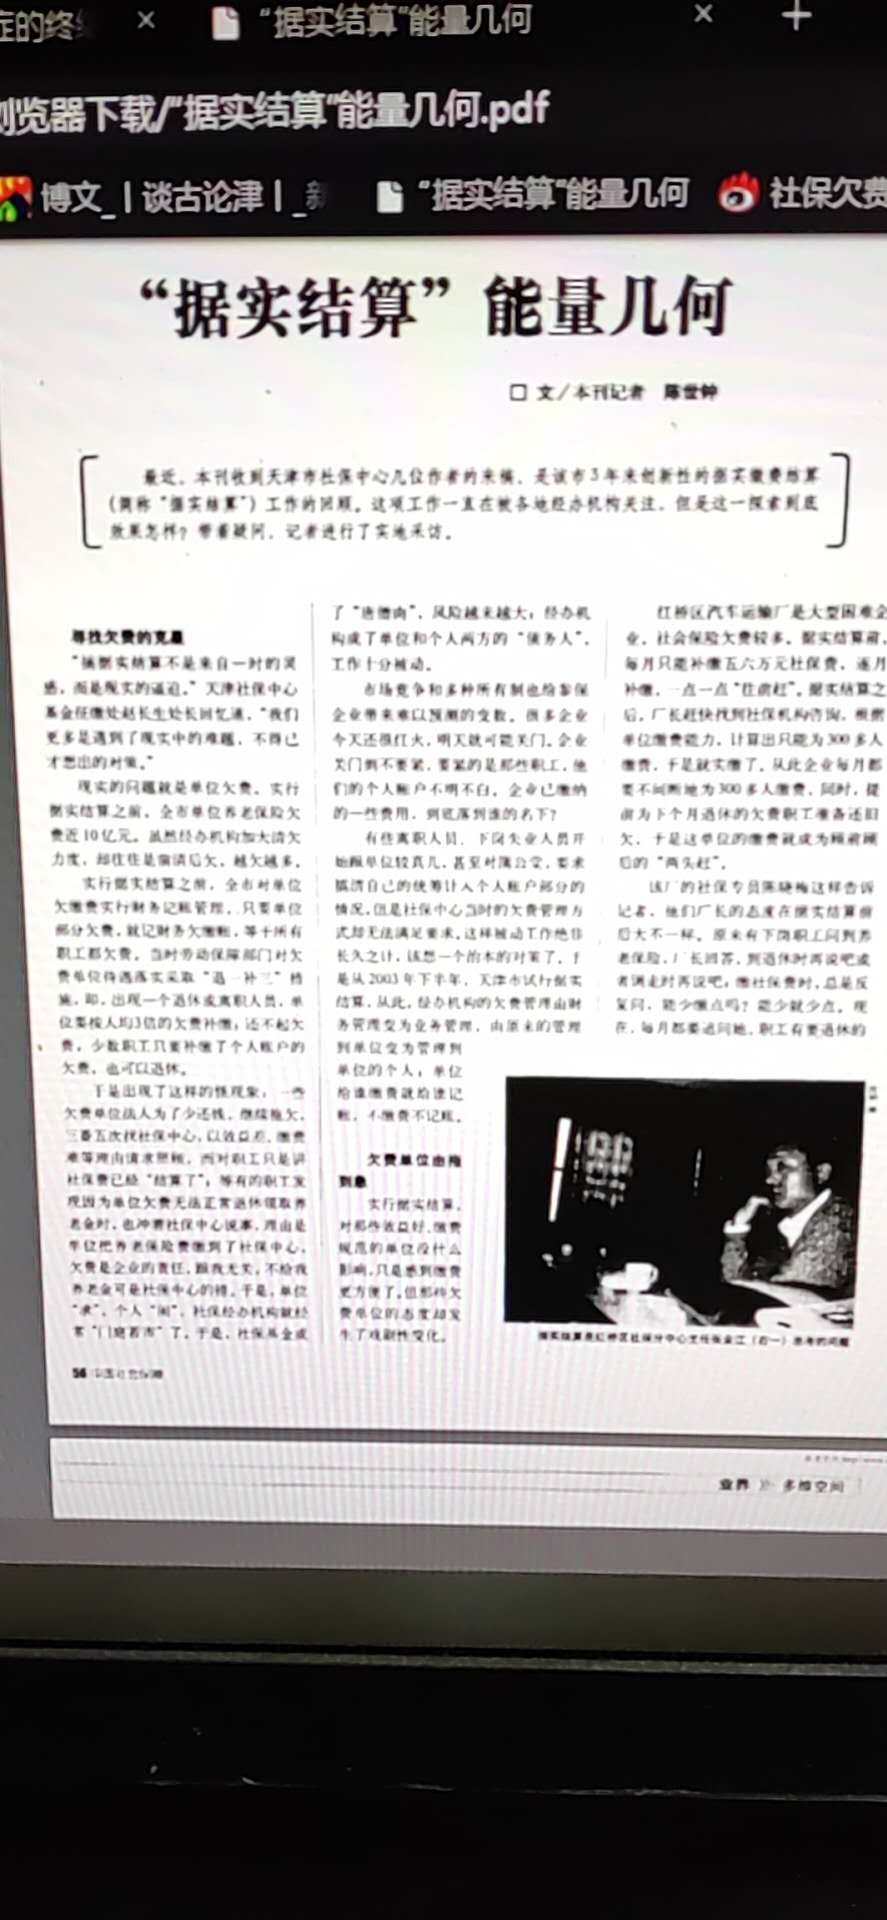 症的终
“据实结算”能量几何
浏览器下载/“据实结算”能量几何.pdf
博文_丨谈古论津丨_新
“据实结算”能量几何
社保欠费
“据实结算”能量几何
□ 文／本刊记者 陈世钟
最近，本刊收到天津市社保中心几位作者的来稿，是该市3年来创新性的据实缴费结算
（简称“据实结算”）工作的回顾。这项工作一直在被各地经办机构关注，但是这一探索到底
效果怎样？带着疑问，记者进行了实地采访。
寻找欠费的克星
“搞据实结算不是来自一时的灵
感，而是现实的逼迫。”天津社保中心
基金征缴处赵长生处长回忆道，“我们
更多是遇到了现实中的难题，不得已
才想出的对策。”
现实的问题就是单位欠费。实行
据实结算之前，全市单位养老保险欠
费近10亿元。虽然经办机构加大清欠
力度，却往往是前清后欠，越欠越多。
实行据实结算之前，全市对单位
欠缴费实行财务记账管理，只要单位
部分欠费，就记财务欠缴账，等于所有
职工都欠费。当时劳动保障部门对欠
费单位待遇落实采取“退一补三”措
施，即，出现一个退休或离职人员，单
位要按人均3倍的欠费补缴；还不起欠
费，少数职工只要补缴了个人账户的
欠费，也可以退休。
于是出现了这样的怪现象：一些
欠费单位法人为了少还钱，继续拖欠，
三番五次找社保中心，以效益差、缴费
难等理由请求照顾，而对职工只是讲
社保费已经“结算了”；等有的职工发
现因为单位欠费无法正常退休领取养
老金时，也冲着社保中心说事，理由是
单位把养老保险费缴到了社保中心，
欠费是企业的责任，跟我无关，不给我
养老金可是社保中心的错。于是，单位
“求”，个人“闹”，社保经办机构就经
常“门庭若市”了。于是，社保基金成
了“唐僧肉”，风险越来越大；经办机
构成了单位和个人两方的“债务人”，
工作十分被动。
市场竞争和多种所有制也给参保
企业带来难以预测的变数。很多企业
今天还很红火，明天就可能关门。企业
关门倒不要紧，要紧的是那些职工，他
们的个人账户不明不白。企业已缴纳
的一些费用，到底落到谁的名下？
有些离职人员、下岗失业人员开
始跟单位较真儿，甚至对簿公堂，要求
搞清自己的统筹计入个人账户部分的
情况，但是社保中心当时的欠费管理方
式却无法满足要求。这样被动工作绝非
长久之计，该想一个治本的对策了。于
是从2003年下半年，天津市试行据实
结算，从此，经办机构的欠费管理由财
务管理变为业务管理，由原来的管理
到单位变为管理到
单位的个人；单位
给谁缴费就给谁记
账，不缴费不记账。
欠费单位由拖
到急
实行据实结算，
对那些效益好、缴费
规范的单位没什么
影响，只是感到缴费
更方便了，但那些欠
费单位的态度却发
生了戏剧性变化。
红桥区汽车运输厂是大型困难企
业，社会保险欠费较多。据实结算前，
每月只能补缴五六万元社保费，逐月
补缴，一点一点“往前赶”。据实结算之
后，厂长赶快找到社保机构咨询，根据
单位缴费能力，计算出只能为300多人
缴费，于是就实缴了。从此企业每月都
要不间断地为300多人缴费，同时，提
前为下个月退休的欠费职工准备还旧
欠，于是这单位的缴费就成为顾前顾
后的“两头赶”。
该厂的社保专员陈晓梅这样告诉
记者，他们厂长的态度在据实结算前
后大不一样。原来有下岗职工问到养
老保险，厂长回答，到退休时再说吧或
者调走时再说吧；缴社保费时，总是反
复问，能少缴点吗？能少就少点。现
在，每月都要追问她，职工有要退休的
据实结算是红桥区社保分中心主任张金江（右一）思考的问题
56 中国社会保障
业界 》 多维空间